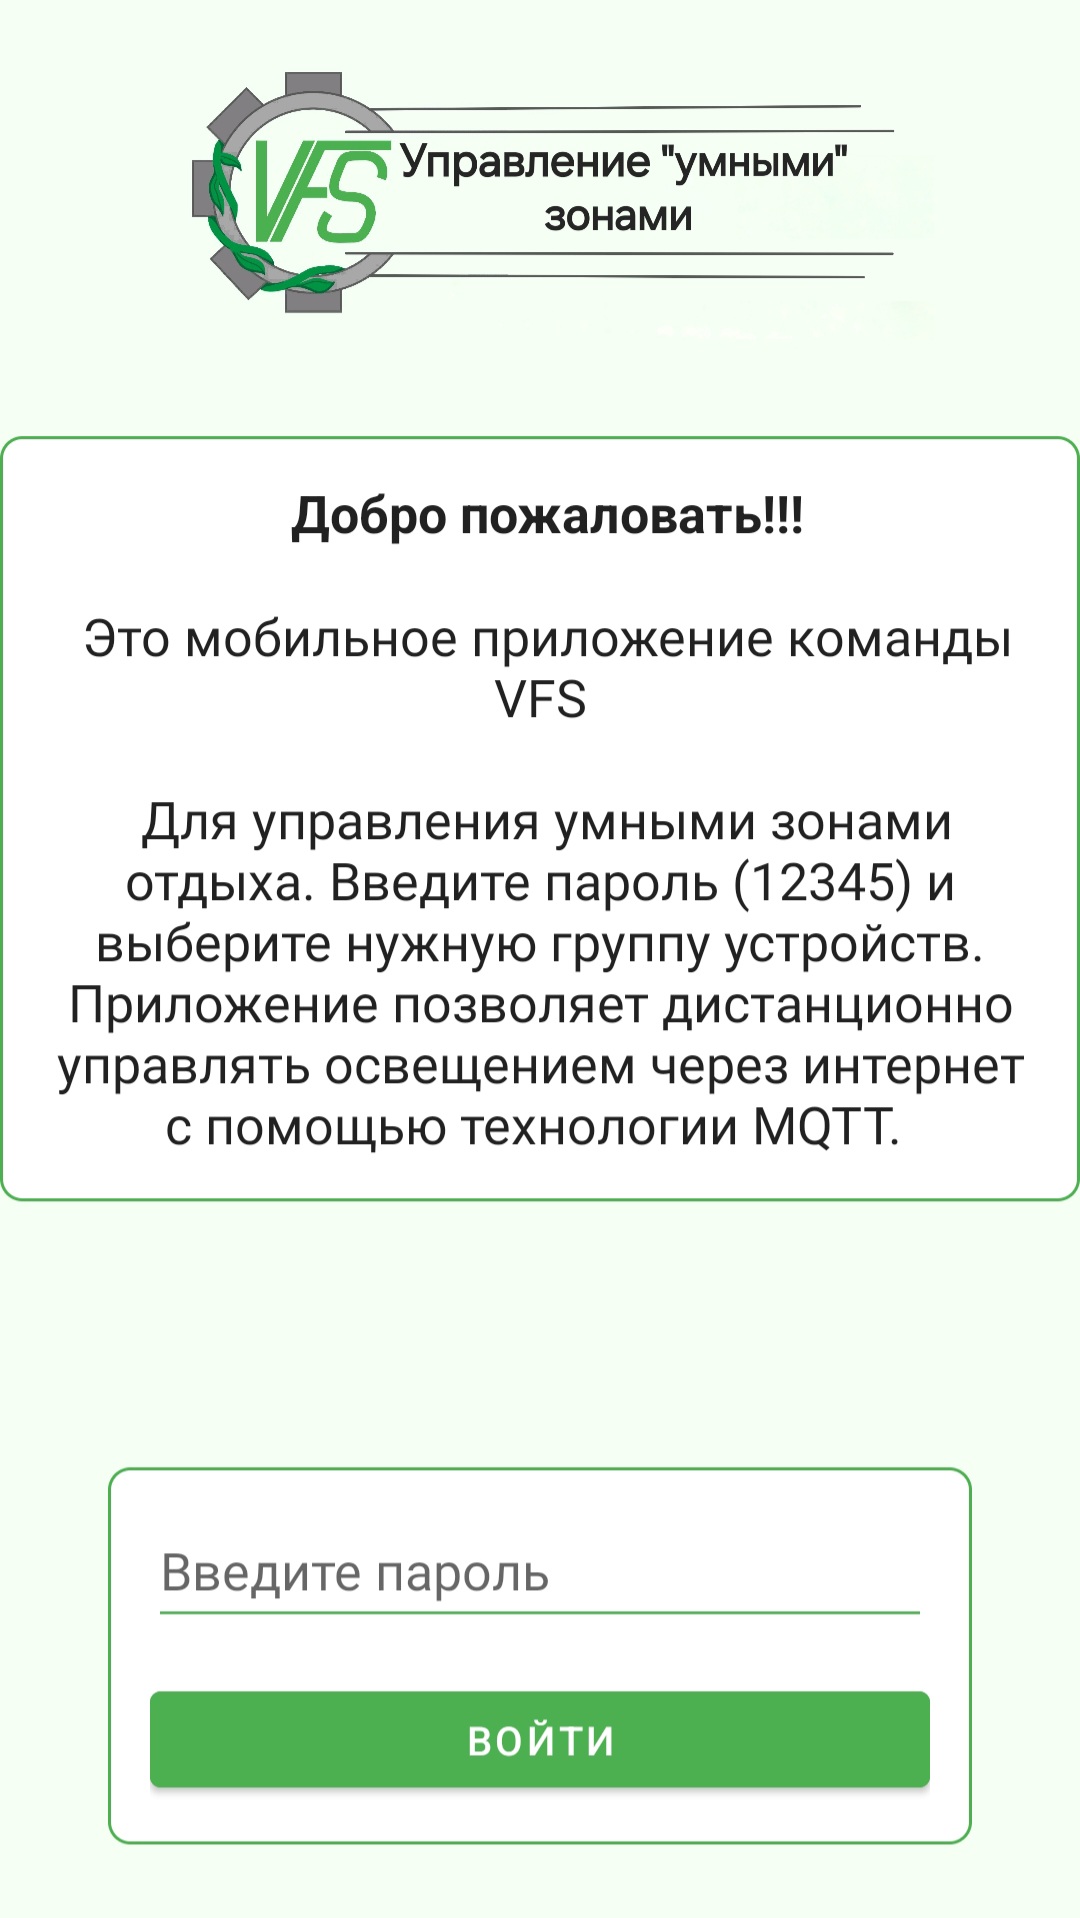 VFS
Управление "умными"
зонами
Добро пожаловать!!!
Это мобильное приложение команды
VFS
Для управления умными зонами
отдыха. Введите пароль (12345) и
выберите нужную группу устройств.
Приложение позволяет дистанционно
управлять освещением через интернет
с помощью технологии MQTT.
Введите пароль
ВОЙТИ